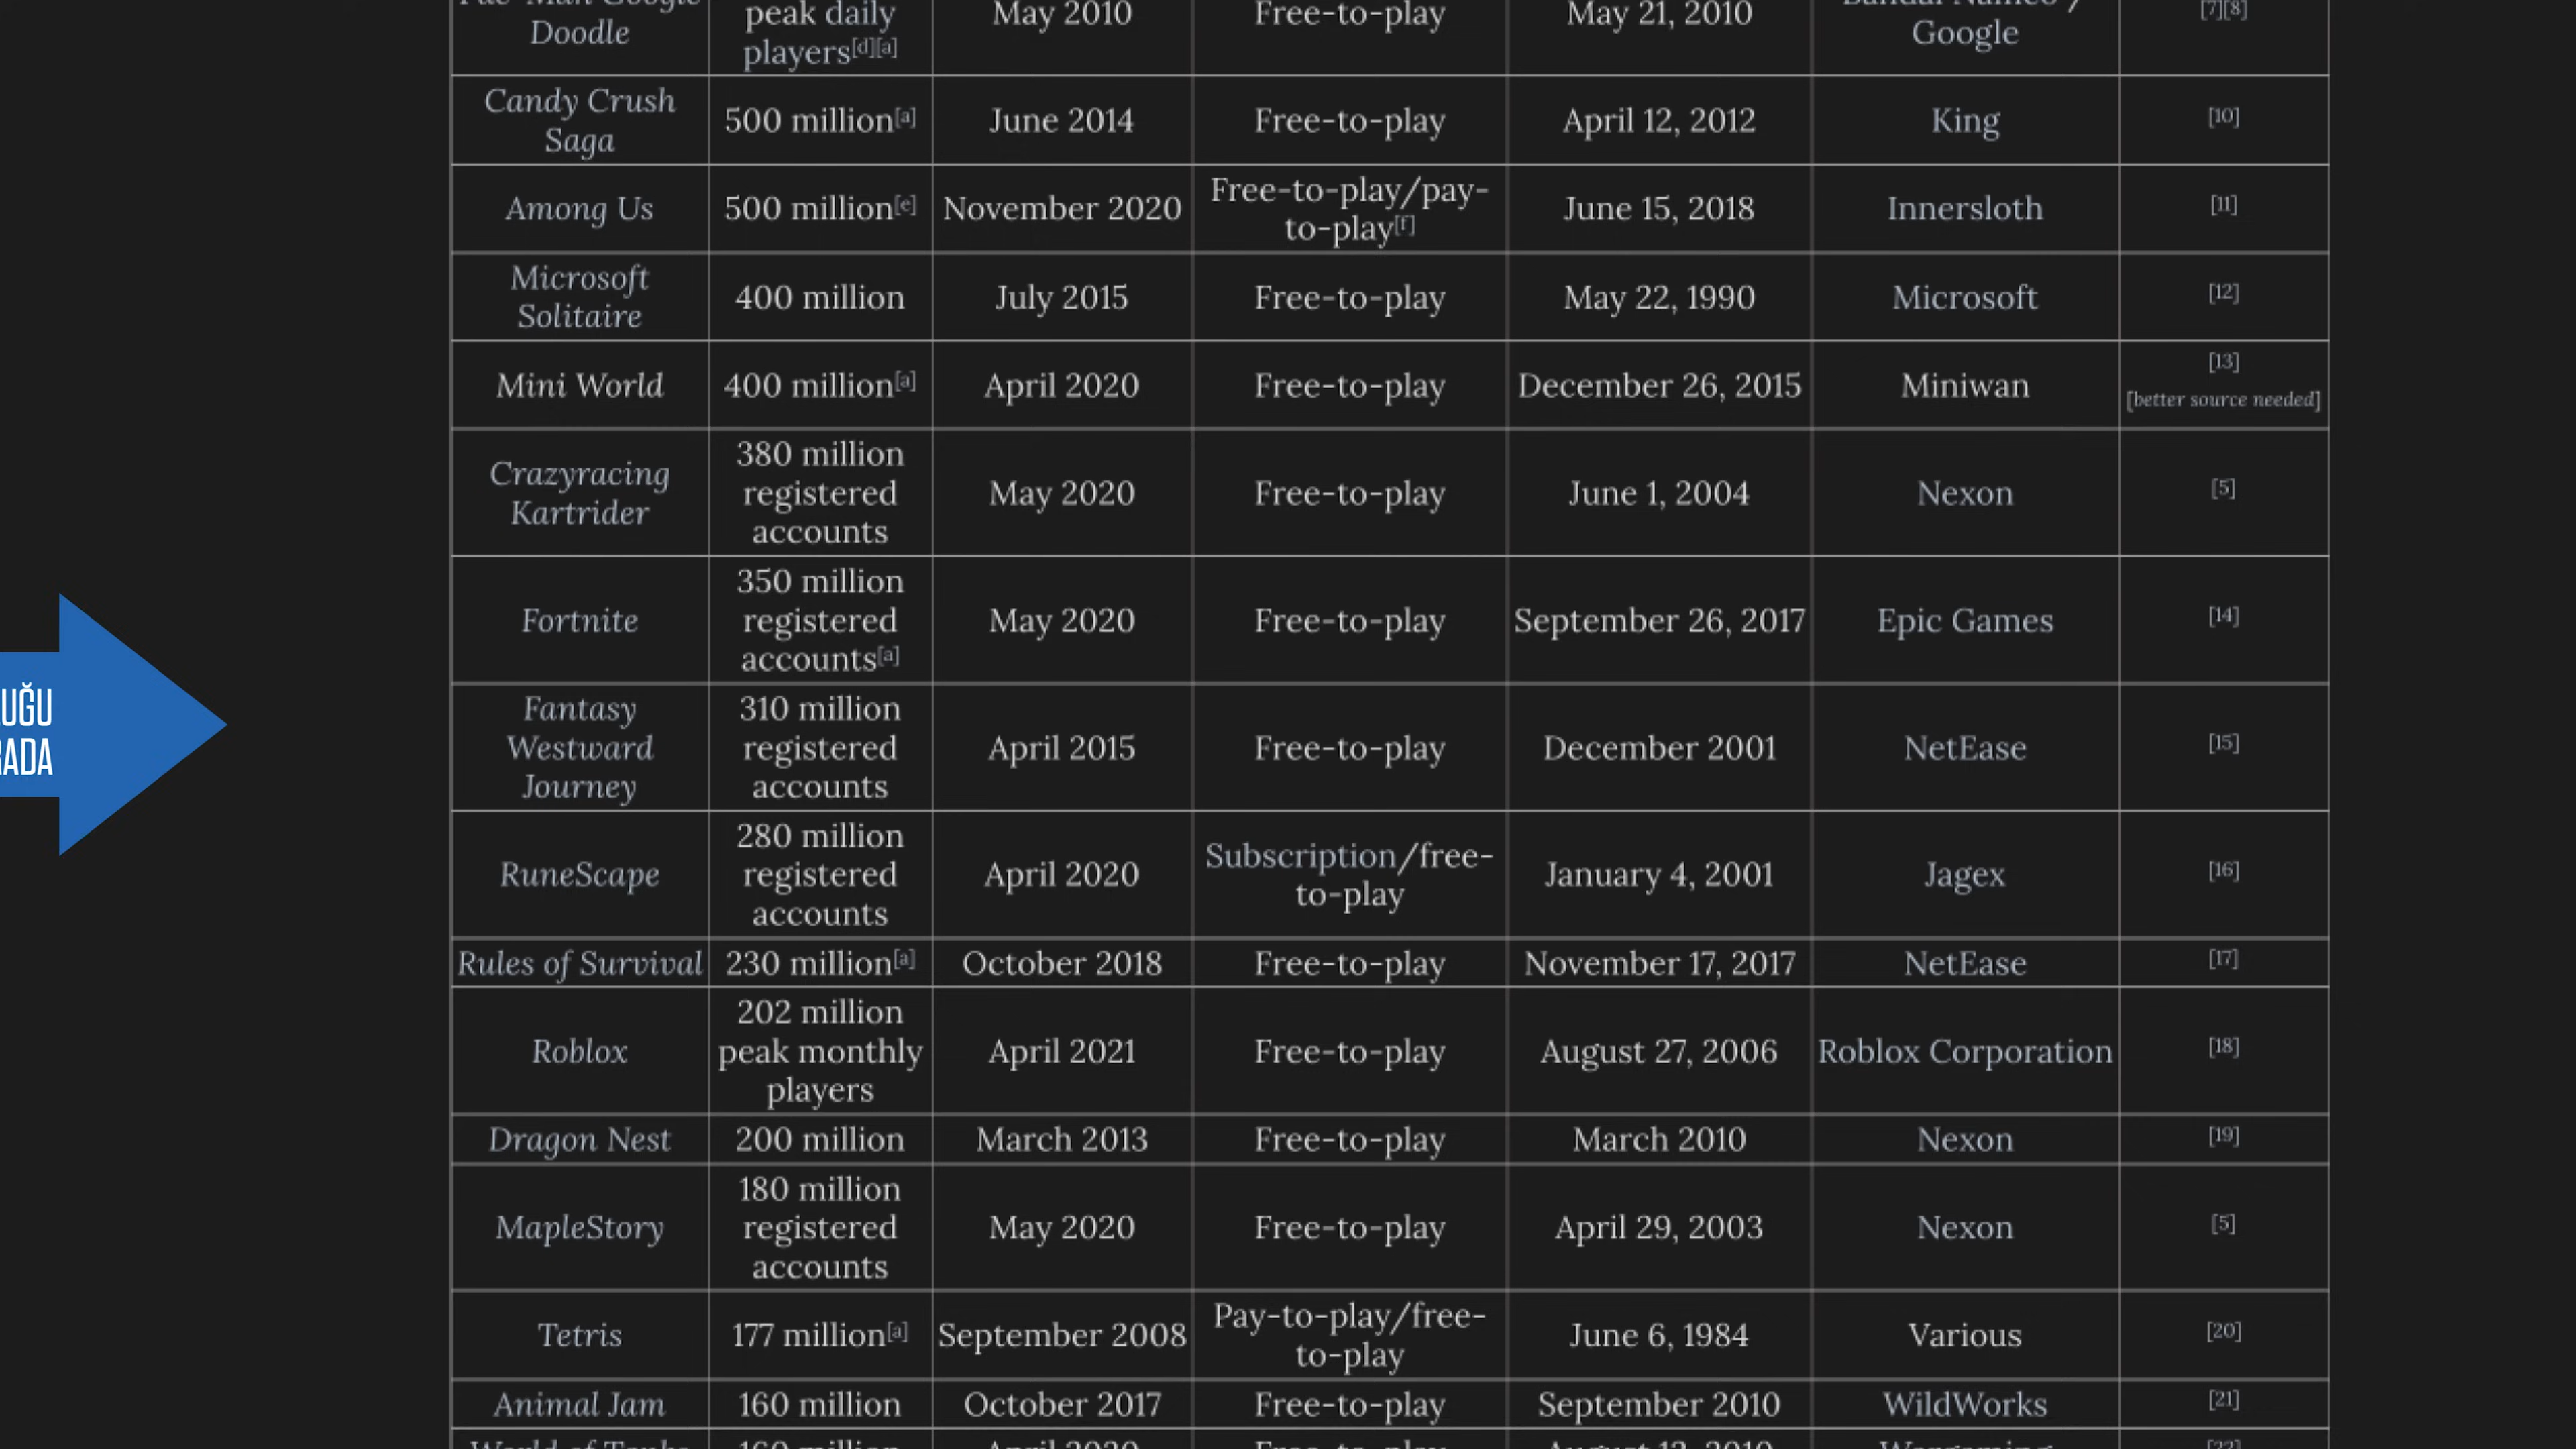 Doodle
peak daily
players[d][a]
May 2010
Free-to-play
May 21, 2010
Google
[7][8]
Candy Crush
Saga
500 million[a]
June 2014
Free-to-play
April 12, 2012
King
[10]
Among Us
500 million[e]
November 2020
Free-to-play/pay-
to-play[f]
June 15, 2018
Innersloth
[11]
Microsoft
Solitaire
400 million
July 2015
Free-to-play
May 22, 1990
Microsoft
[12]
Mini World
400 million[a]
April 2020
Free-to-play
December 26, 2015
Miniwan
[13]
[better source needed]
Crazyracing
Kartrider
380 million
registered
accounts
May 2020
Free-to-play
June 1, 2004
Nexon
[5]
Fortnite
350 million
registered
accounts[a]
May 2020
Free-to-play
September 26, 2017
Epic Games
[14]
UĞU
RADA
Fantasy
Westward
Journey
310 million
registered
accounts
April 2015
Free-to-play
December 2001
NetEase
[15]
RuneScape
280 million
registered
accounts
April 2020
Subscription/free-
to-play
January 4, 2001
Jagex
[16]
Rules of Survival
230 million[a]
October 2018
Free-to-play
November 17, 2017
NetEase
[17]
Roblox
202 million
peak monthly
players
April 2021
Free-to-play
August 27, 2006
Roblox Corporation
[18]
Dragon Nest
200 million
March 2013
Free-to-play
March 2010
Nexon
[19]
MapleStory
180 million
registered
accounts
May 2020
Free-to-play
April 29, 2003
Nexon
[5]
Tetris
177 million[a]
September 2008
Pay-to-play/free-
to-play
June 6, 1984
Various
[20]
Animal Jam
160 million
October 2017
Free-to-play
September 2010
WildWorks
[21]